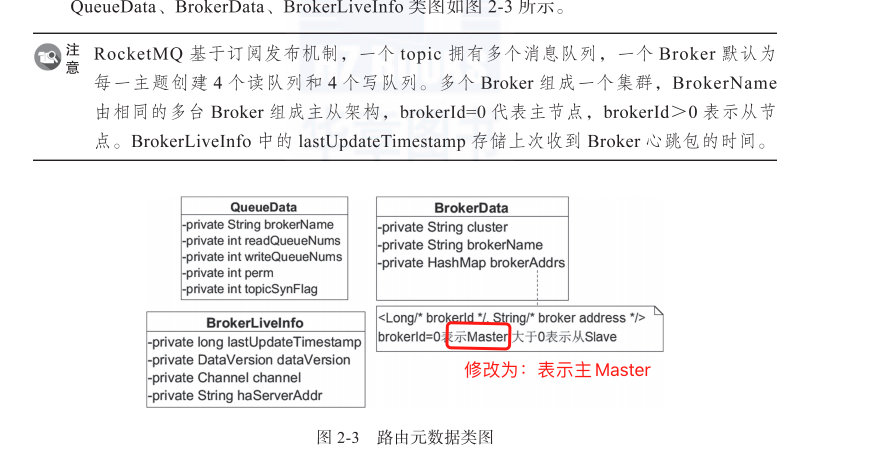 QueueData、BrokerData、BrokerLiveInfo 类图如图 2-3 所示。
注意
RocketMQ 基于订阅发布机制，一个 topic 拥有多个消息队列，一个 Broker 默认为
每一主题创建 4 个读队列和 4 个写队列。多个 Broker 组成一个集群，BrokerName
由相同的多台 Broker 组成主从架构，brokerId=0 代表主节点，brokerId＞0 表示从节
点。BrokerLiveInfo 中的 lastUpdateTimestamp 存储上次收到 Broker 心跳包的时间。
QueueData
-private String brokerName
-private int readQueueNums
-private int writeQueueNums
-private int perm
-private int topicSynFlag
BrokerData
-private String cluster
-private String brokerName
-private HashMap brokerAddrs
<Long/* brokerId */, String/* broker address */>
brokerId=0表示Master 大于0表示从Slave
BrokerLiveInfo
-private long lastUpdateTimestamp
-private DataVersion dataVersion
-private Channel channel
-private String haServerAddr
修改为：表示主Master
图 2-3 路由元数据类图